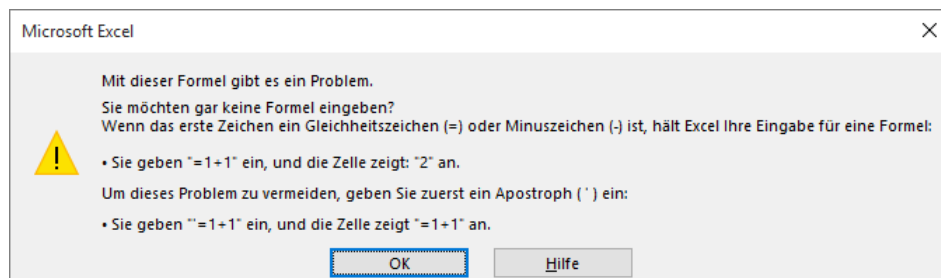 Microsoft Excel
Mit dieser Formel gibt es ein Problem.
Sie möchten gar keine Formel eingeben?
Wenn das erste Zeichen ein Gleichheitszeichen (=) oder Minuszeichen (-) ist, hält Excel Ihre Eingabe für eine Formel:
• Sie geben "=1+1" ein, und die Zelle zeigt: "2" an.
Um dieses Problem zu vermeiden, geben Sie zuerst ein Apostroph ( ' ) ein:
• Sie geben "'=1+1" ein, und die Zelle zeigt "=1+1" an.
OK
Hilfe